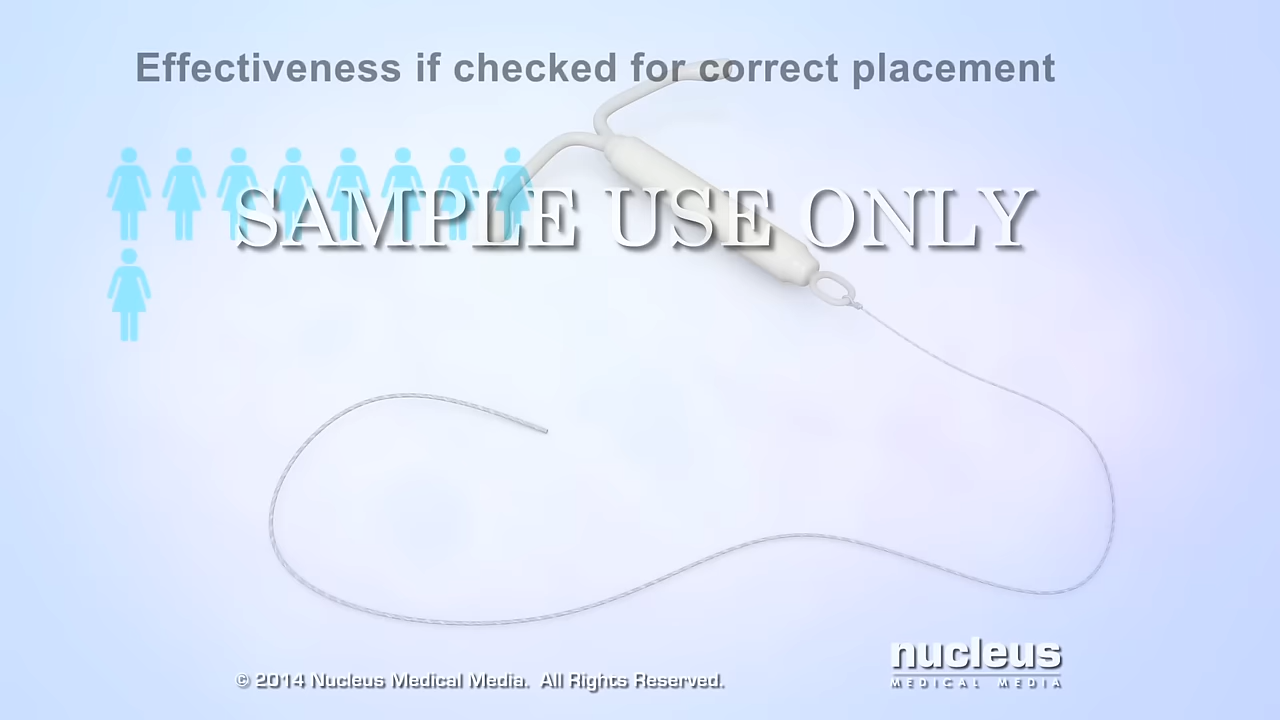 Effectiveness if checked for correct placement
SAMPLE USE ONLY
nucleus
MEDICAL MEDIA
© 2014 Nucleus Medical Media. All Rights Reserved.